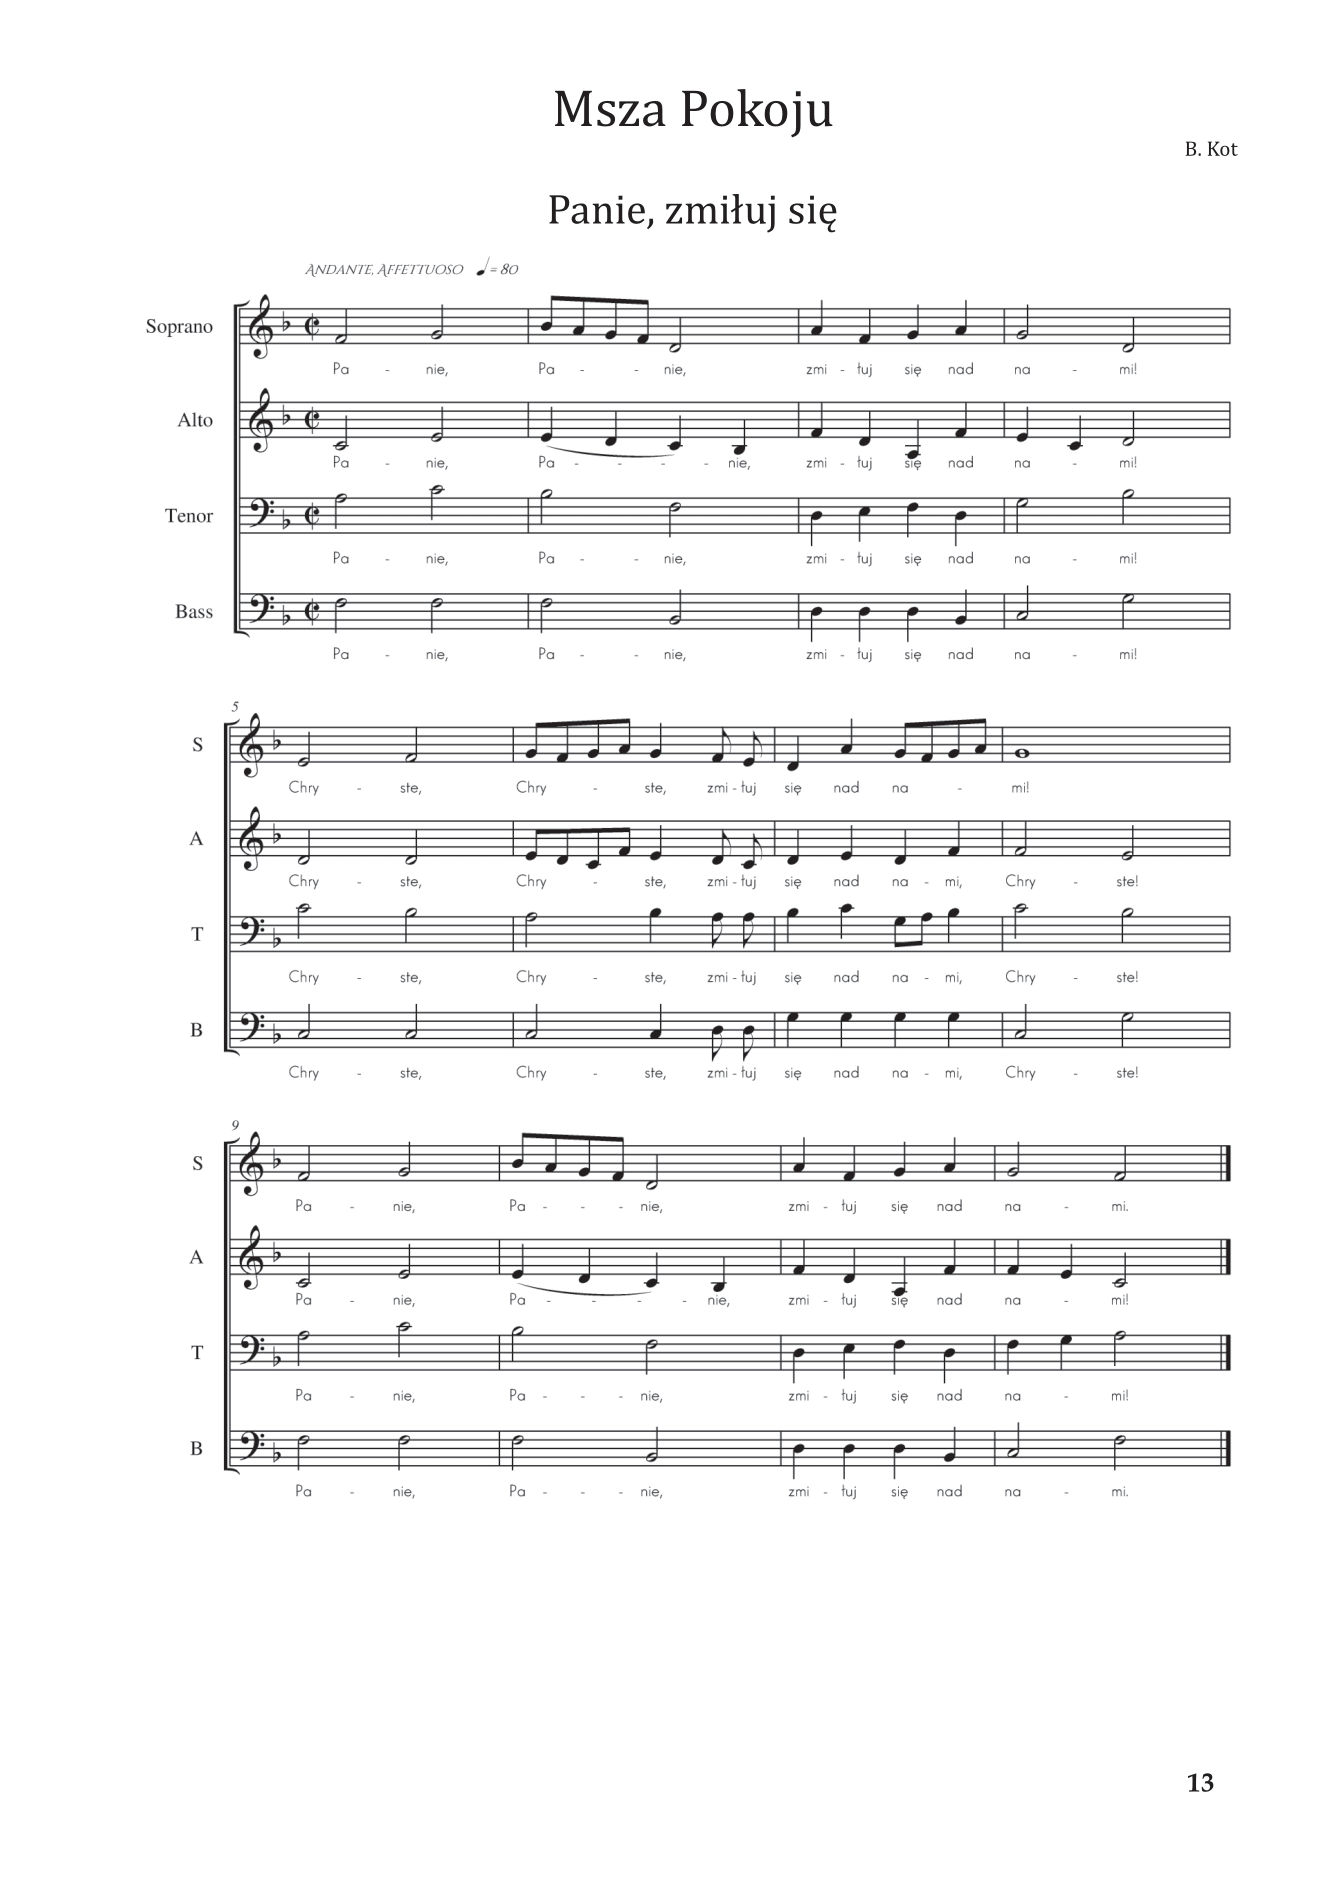 Msza Pokoju
B. Kot
Panie, zmiłuj się
Andante, Affettuoso ♩ = 80
Soprano
Pa - nie, Pa - - nie, zmi - łuj się nad na - mi!
Alto
Pa - nie, Pa - - - nie, zmi - łuj się nad na - mi!
Tenor
Pa - nie, Pa - - nie, zmi - łuj się nad na - mi!
Bass
Pa - nie, Pa - - nie, zmi - łuj się nad na - mi!
5
S
Chry - ste, Chry - ste, zmi - łuj się nad na - mi!
A
Chry - ste, Chry - ste, zmi - łuj się nad na - mi, Chry - ste!
T
Chry - ste, Chry - ste, zmi - łuj się nad na - mi, Chry - ste!
B
Chry - ste, Chry - ste, zmi - łuj się nad na - mi, Chry - ste!
9
S
Pa - nie, Pa - - - nie, zmi - łuj się nad na - mi.
A
Pa - nie, Pa - - - - nie, zmi - łuj się nad na - mi!
T
Pa - nie, Pa - - - nie, zmi - łuj się nad na - mi!
B
Pa - nie, Pa - - - nie, zmi - łuj się nad na - mi.
13